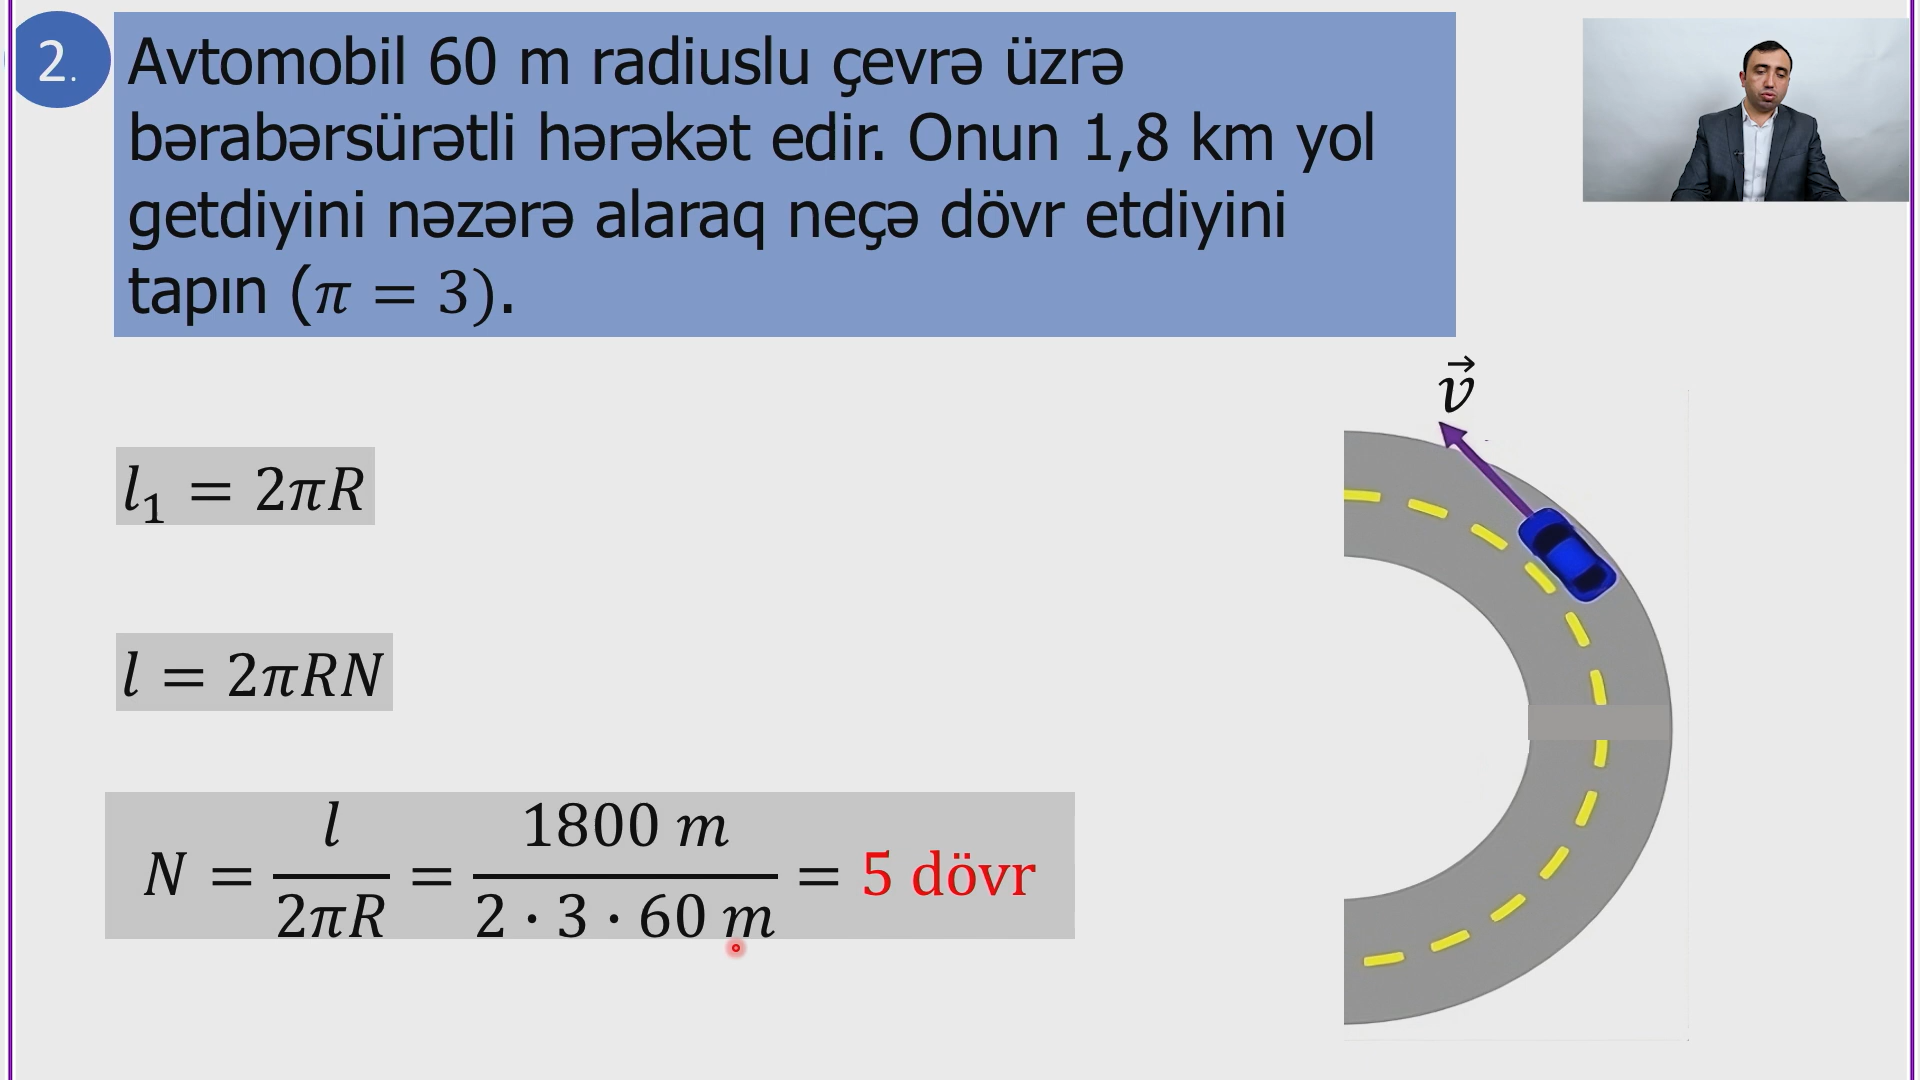 2.
Avtomobil 60 m radiuslu çevrə üzrə
bərabərsürətli hərəkət edir. Onun 1,8 km yol
getdiyini nəzərə alaraq neçə dövr etdiyini
tapın (π = 3).
v⃗
l₁ = 2πR
l = 2πRN
N = l / 2πR = 1800 m / 2 · 3 · 60 m = 5 dövr